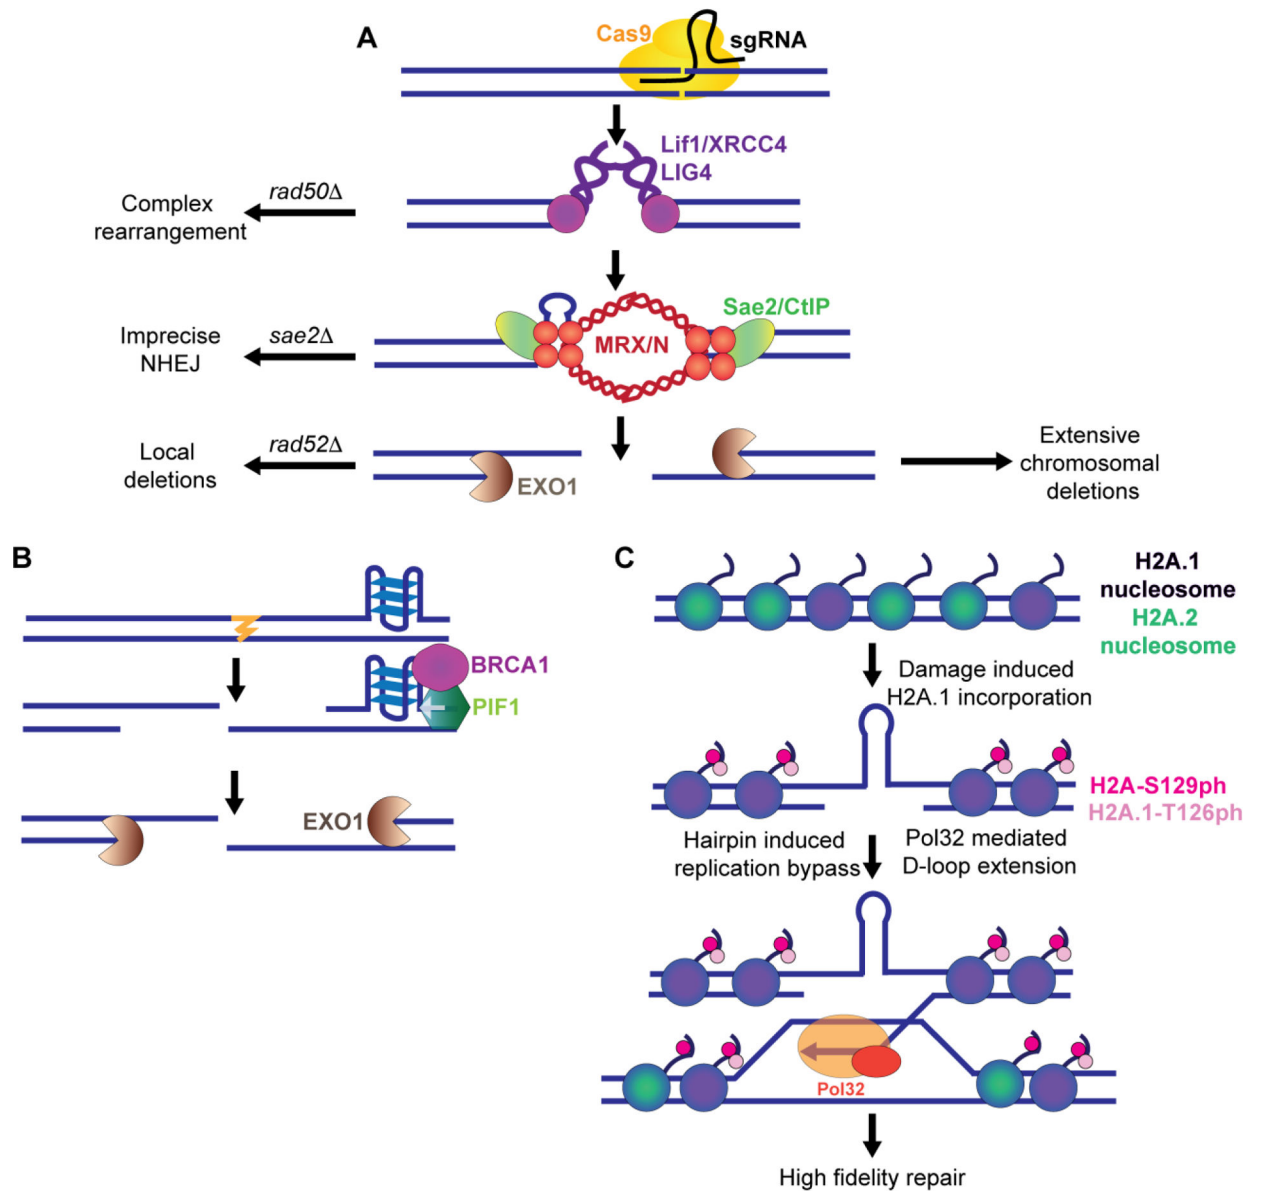 A
Cas9
sgRNA
Lif1/XRCC4
LIG4
rad50Δ
Complex
rearrangement
Sae2/CtIP
MRX/N
sae2Δ
Imprecise
NHEJ
rad52Δ
Local
deletions
EXO1
Extensive
chromosomal
deletions
B
BRCA1
PIF1
EXO1
C
H2A.1
nucleosome
H2A.2
nucleosome
Damage induced
H2A.1 incorporation
H2A-S129ph
H2A.1-T126ph
Hairpin induced
replication bypass
Pol32 mediated
D-loop extension
Pol32
High fidelity repair